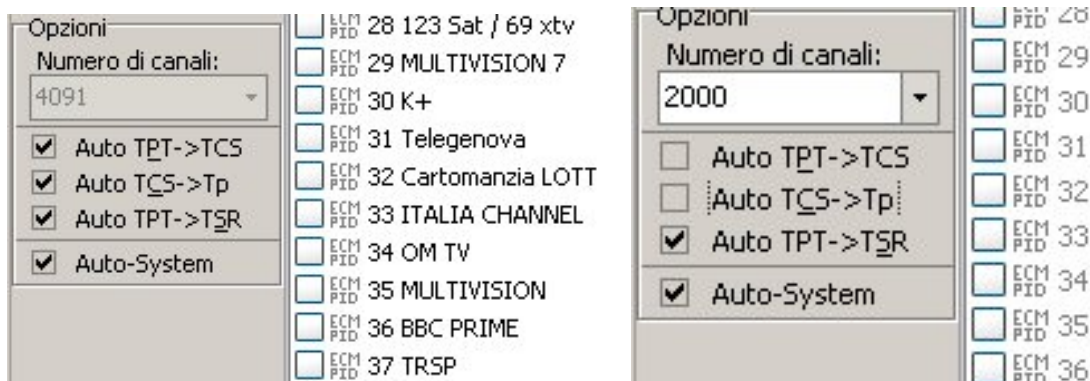 Opzioni
Numero di canali:
4091
Auto TPT->TCS
Auto TCS->Tp
Auto TPT->TSR
Auto-System
ECM PID 28 123 Sat / 69 xtv
ECM PID 29 MULTIVISION 7
ECM PID 30 K+
ECM PID 31 Telegenova
ECM PID 32 Cartomanzia LOTT
ECM PID 33 ITALIA CHANNEL
ECM PID 34 OM TV
ECM PID 35 MULTIVISION
ECM PID 36 BBC PRIME
ECM PID 37 TRSP
Opzioni
Numero di canali:
2000
Auto TPT->TCS
Auto TCS->Tp
Auto TPT->TSR
Auto-System
ECM PID 28
ECM PID 29
ECM PID 30
ECM PID 31
ECM PID 32
ECM PID 33
ECM PID 34
ECM PID 35
ECM PID 36